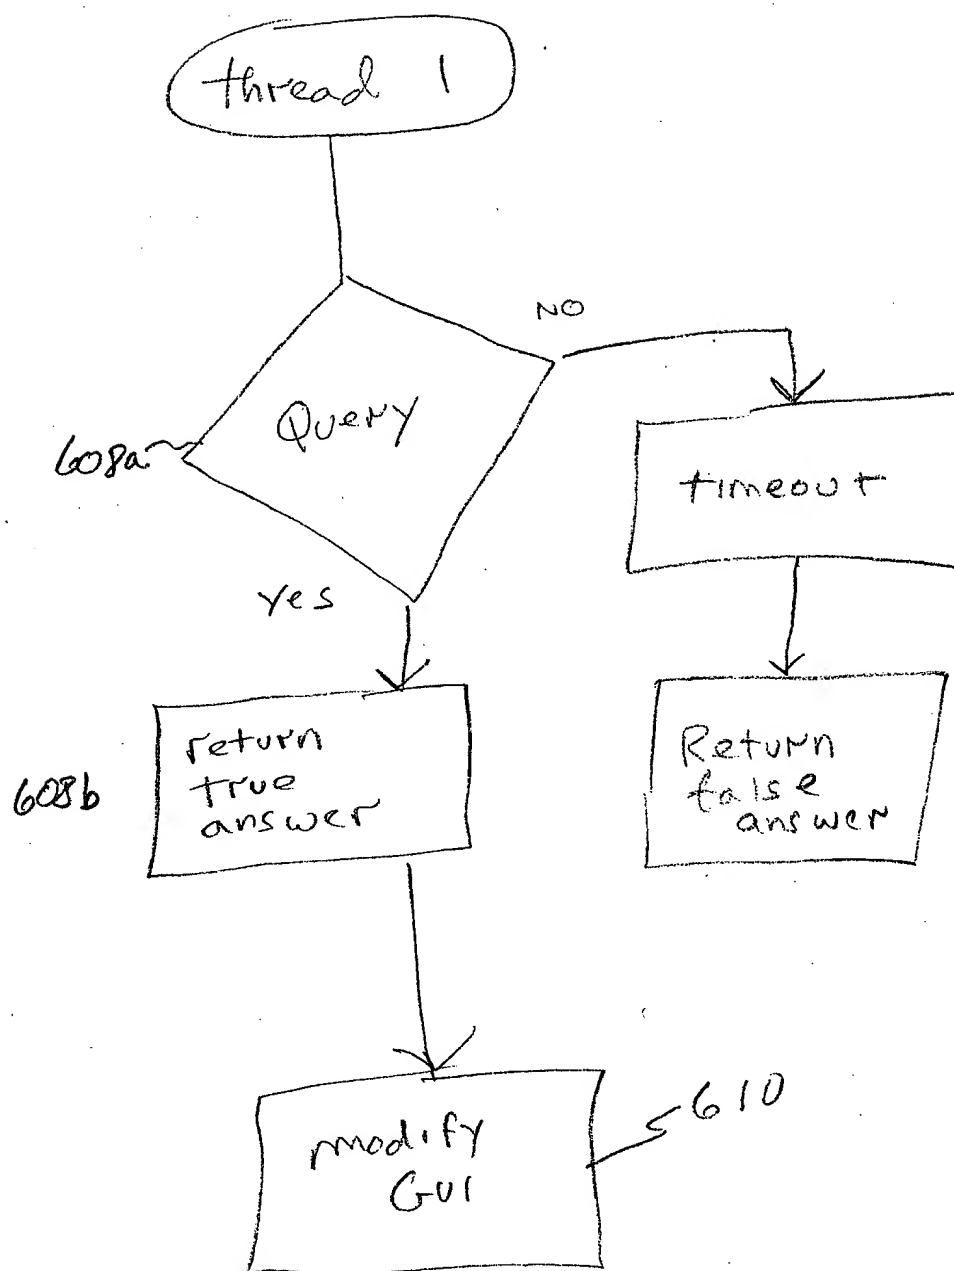 thread 1
NO
Query
608a
timeout
Yes
return
true
answer
608b
Return
false
answer
610
modify
GUI